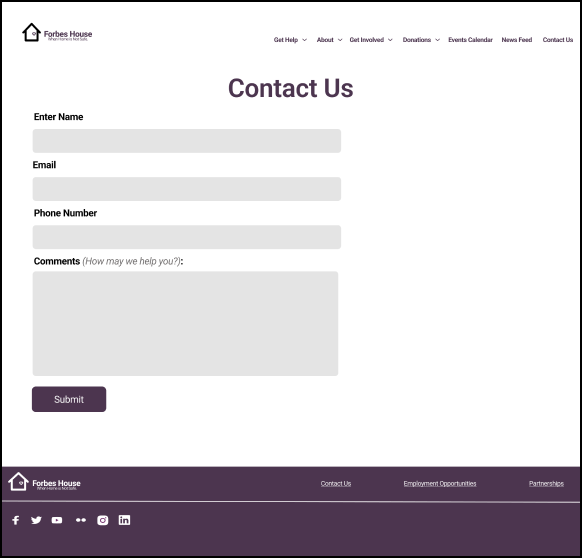 Forbes House
When Home is Not Safe.
Get Help
About
Get Involved
Donations
Events Calendar
News Feed
Contact Us
Contact Us
Enter Name
Email
Phone Number
Comments (How may we help you?):
Submit
Forbes House
When Home is Not Safe.
Contact Us
Employment Opportunities
Partnerships